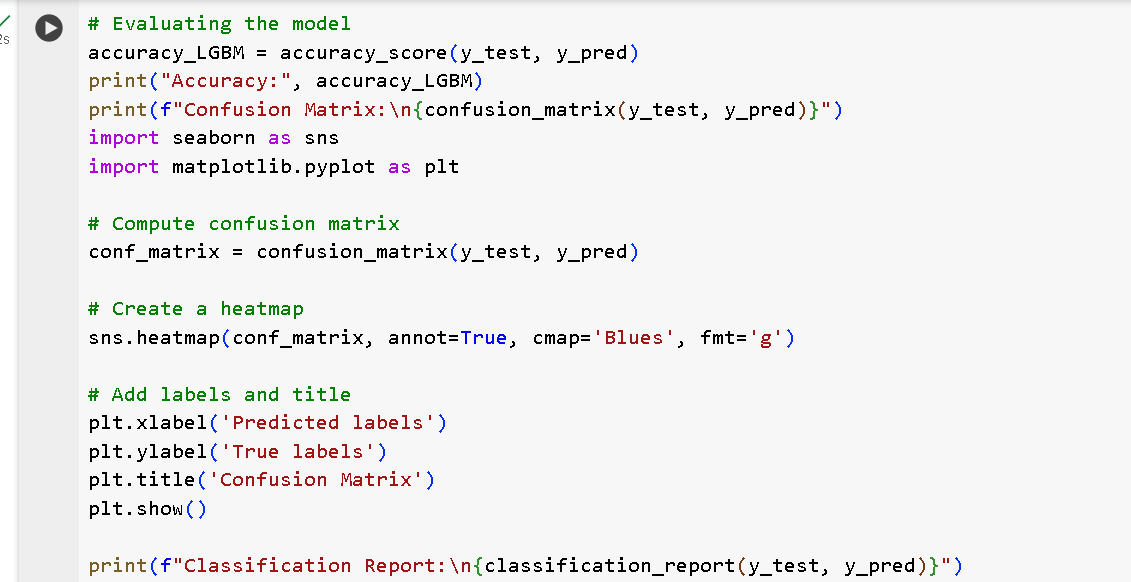 # Evaluating the model
accuracy_LGBM = accuracy_score(y_test, y_pred)
print("Accuracy:", accuracy_LGBM)
print(f"Confusion Matrix:\n{confusion_matrix(y_test, y_pred)}")
import seaborn as sns
import matplotlib.pyplot as plt
# Compute confusion matrix
conf_matrix = confusion_matrix(y_test, y_pred)
# Create a heatmap
sns.heatmap(conf_matrix, annot=True, cmap='Blues', fmt='g')
# Add labels and title
plt.xlabel('Predicted labels')
plt.ylabel('True labels')
plt.title('Confusion Matrix')
plt.show()
print(f"Classification Report:\n{classification_report(y_test, y_pred)}")